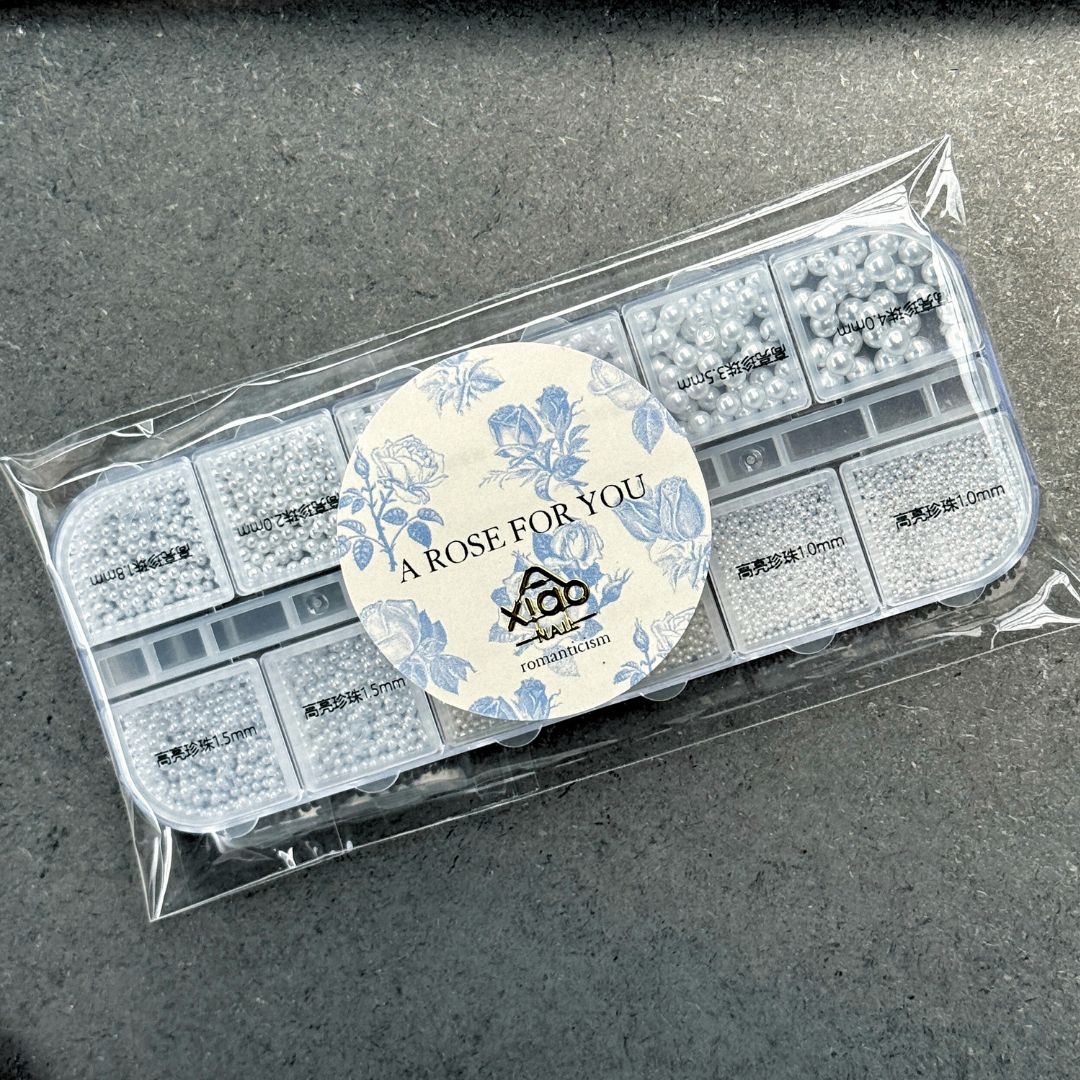 高亮珍珠4.0mm
高亮珍珠3.5mm
高亮珍珠2.0mm
高亮珍珠1.8mm
A ROSE FOR YOU
xiao
NAIL
romanticism
高亮珍珠1.0mm
高亮珍珠1.0mm
高亮珍珠1.5mm
高亮珍珠1.5mm